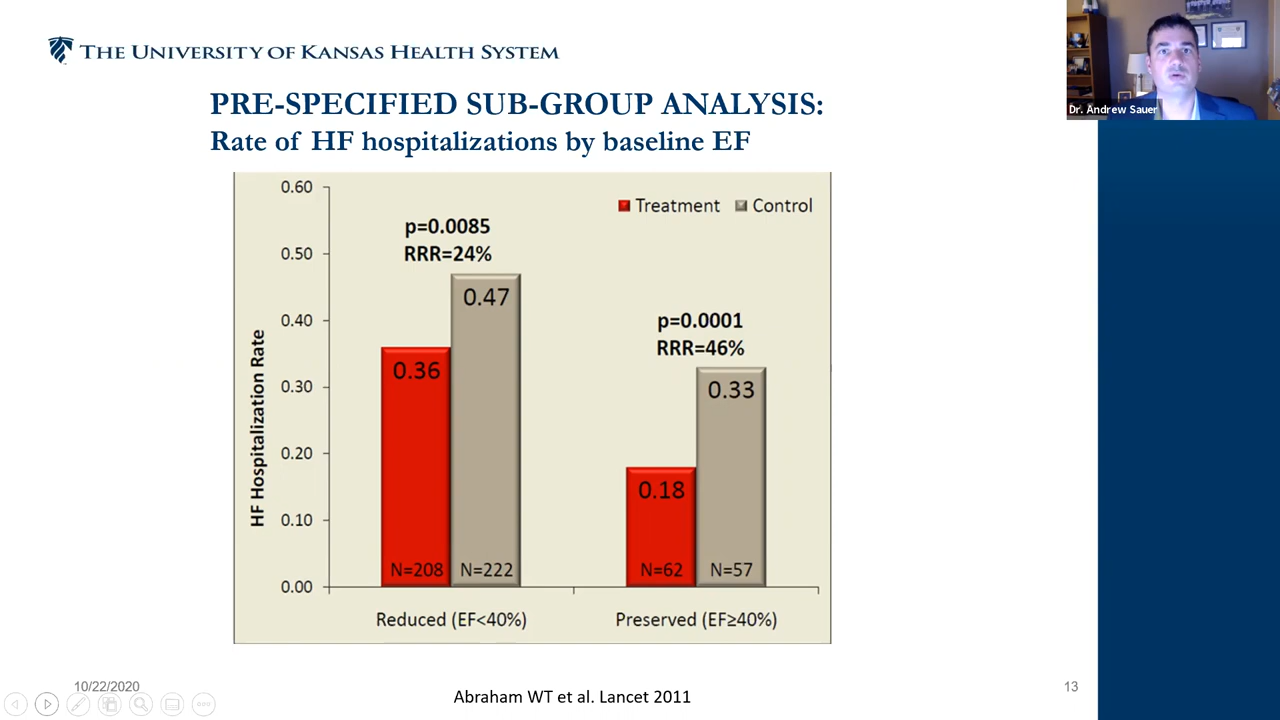 THE UNIVERSITY OF KANSAS HEALTH SYSTEM
Dr. Andrew Sauer
PRE-SPECIFIED SUB-GROUP ANALYSIS:
Rate of HF hospitalizations by baseline EF
Treatment Control
HF Hospitalization Rate
0.60
0.50
0.40
0.30
0.20
0.10
0.00
p=0.0085
RRR=24%
0.36
0.47
N=208
N=222
p=0.0001
RRR=46%
0.18
0.33
N=62
N=57
Reduced (EF<40%)
Preserved (EF≥40%)
10/22/2020
Abraham WT et al. Lancet 2011
13